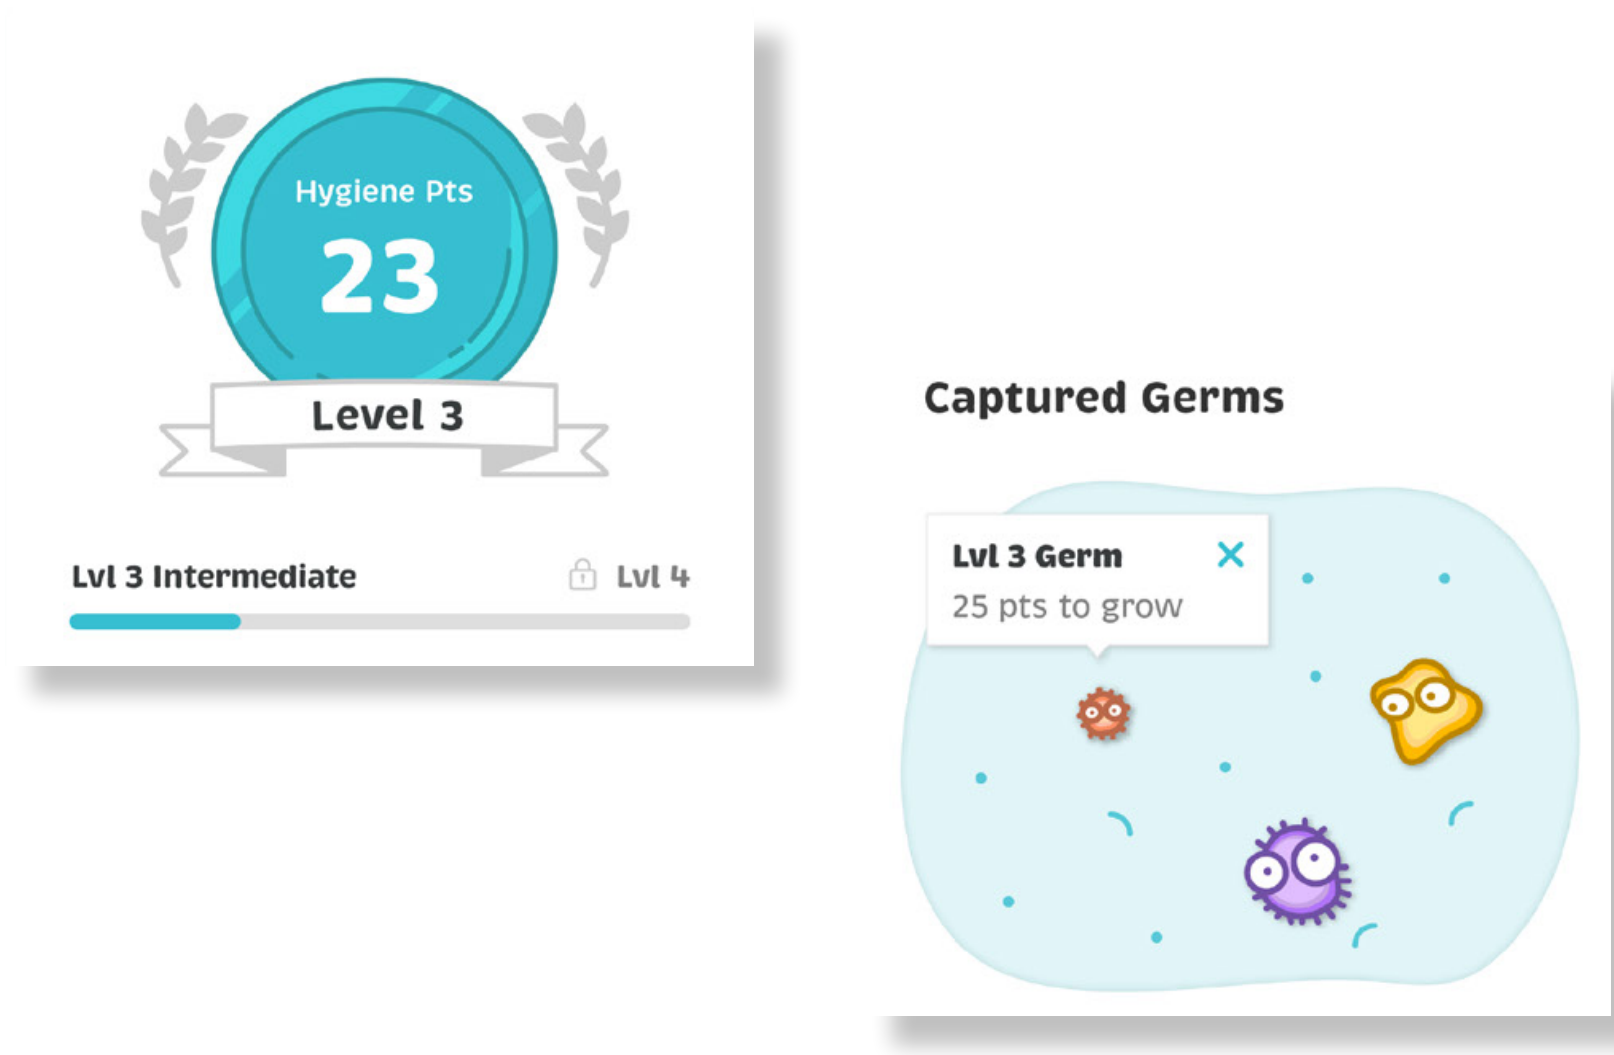 Hygiene Pts
23
Level 3
Lvl 3 Intermediate
Lvl 4
Captured Germs
Lvl 3 Germ
25 pts to grow